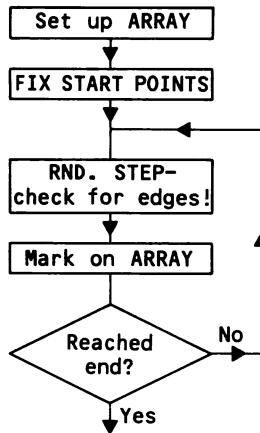 Set up ARRAY
FIX START POINTS
RND. STEP-
check for edges!
Mark on ARRAY
Reached
end?
No
Yes